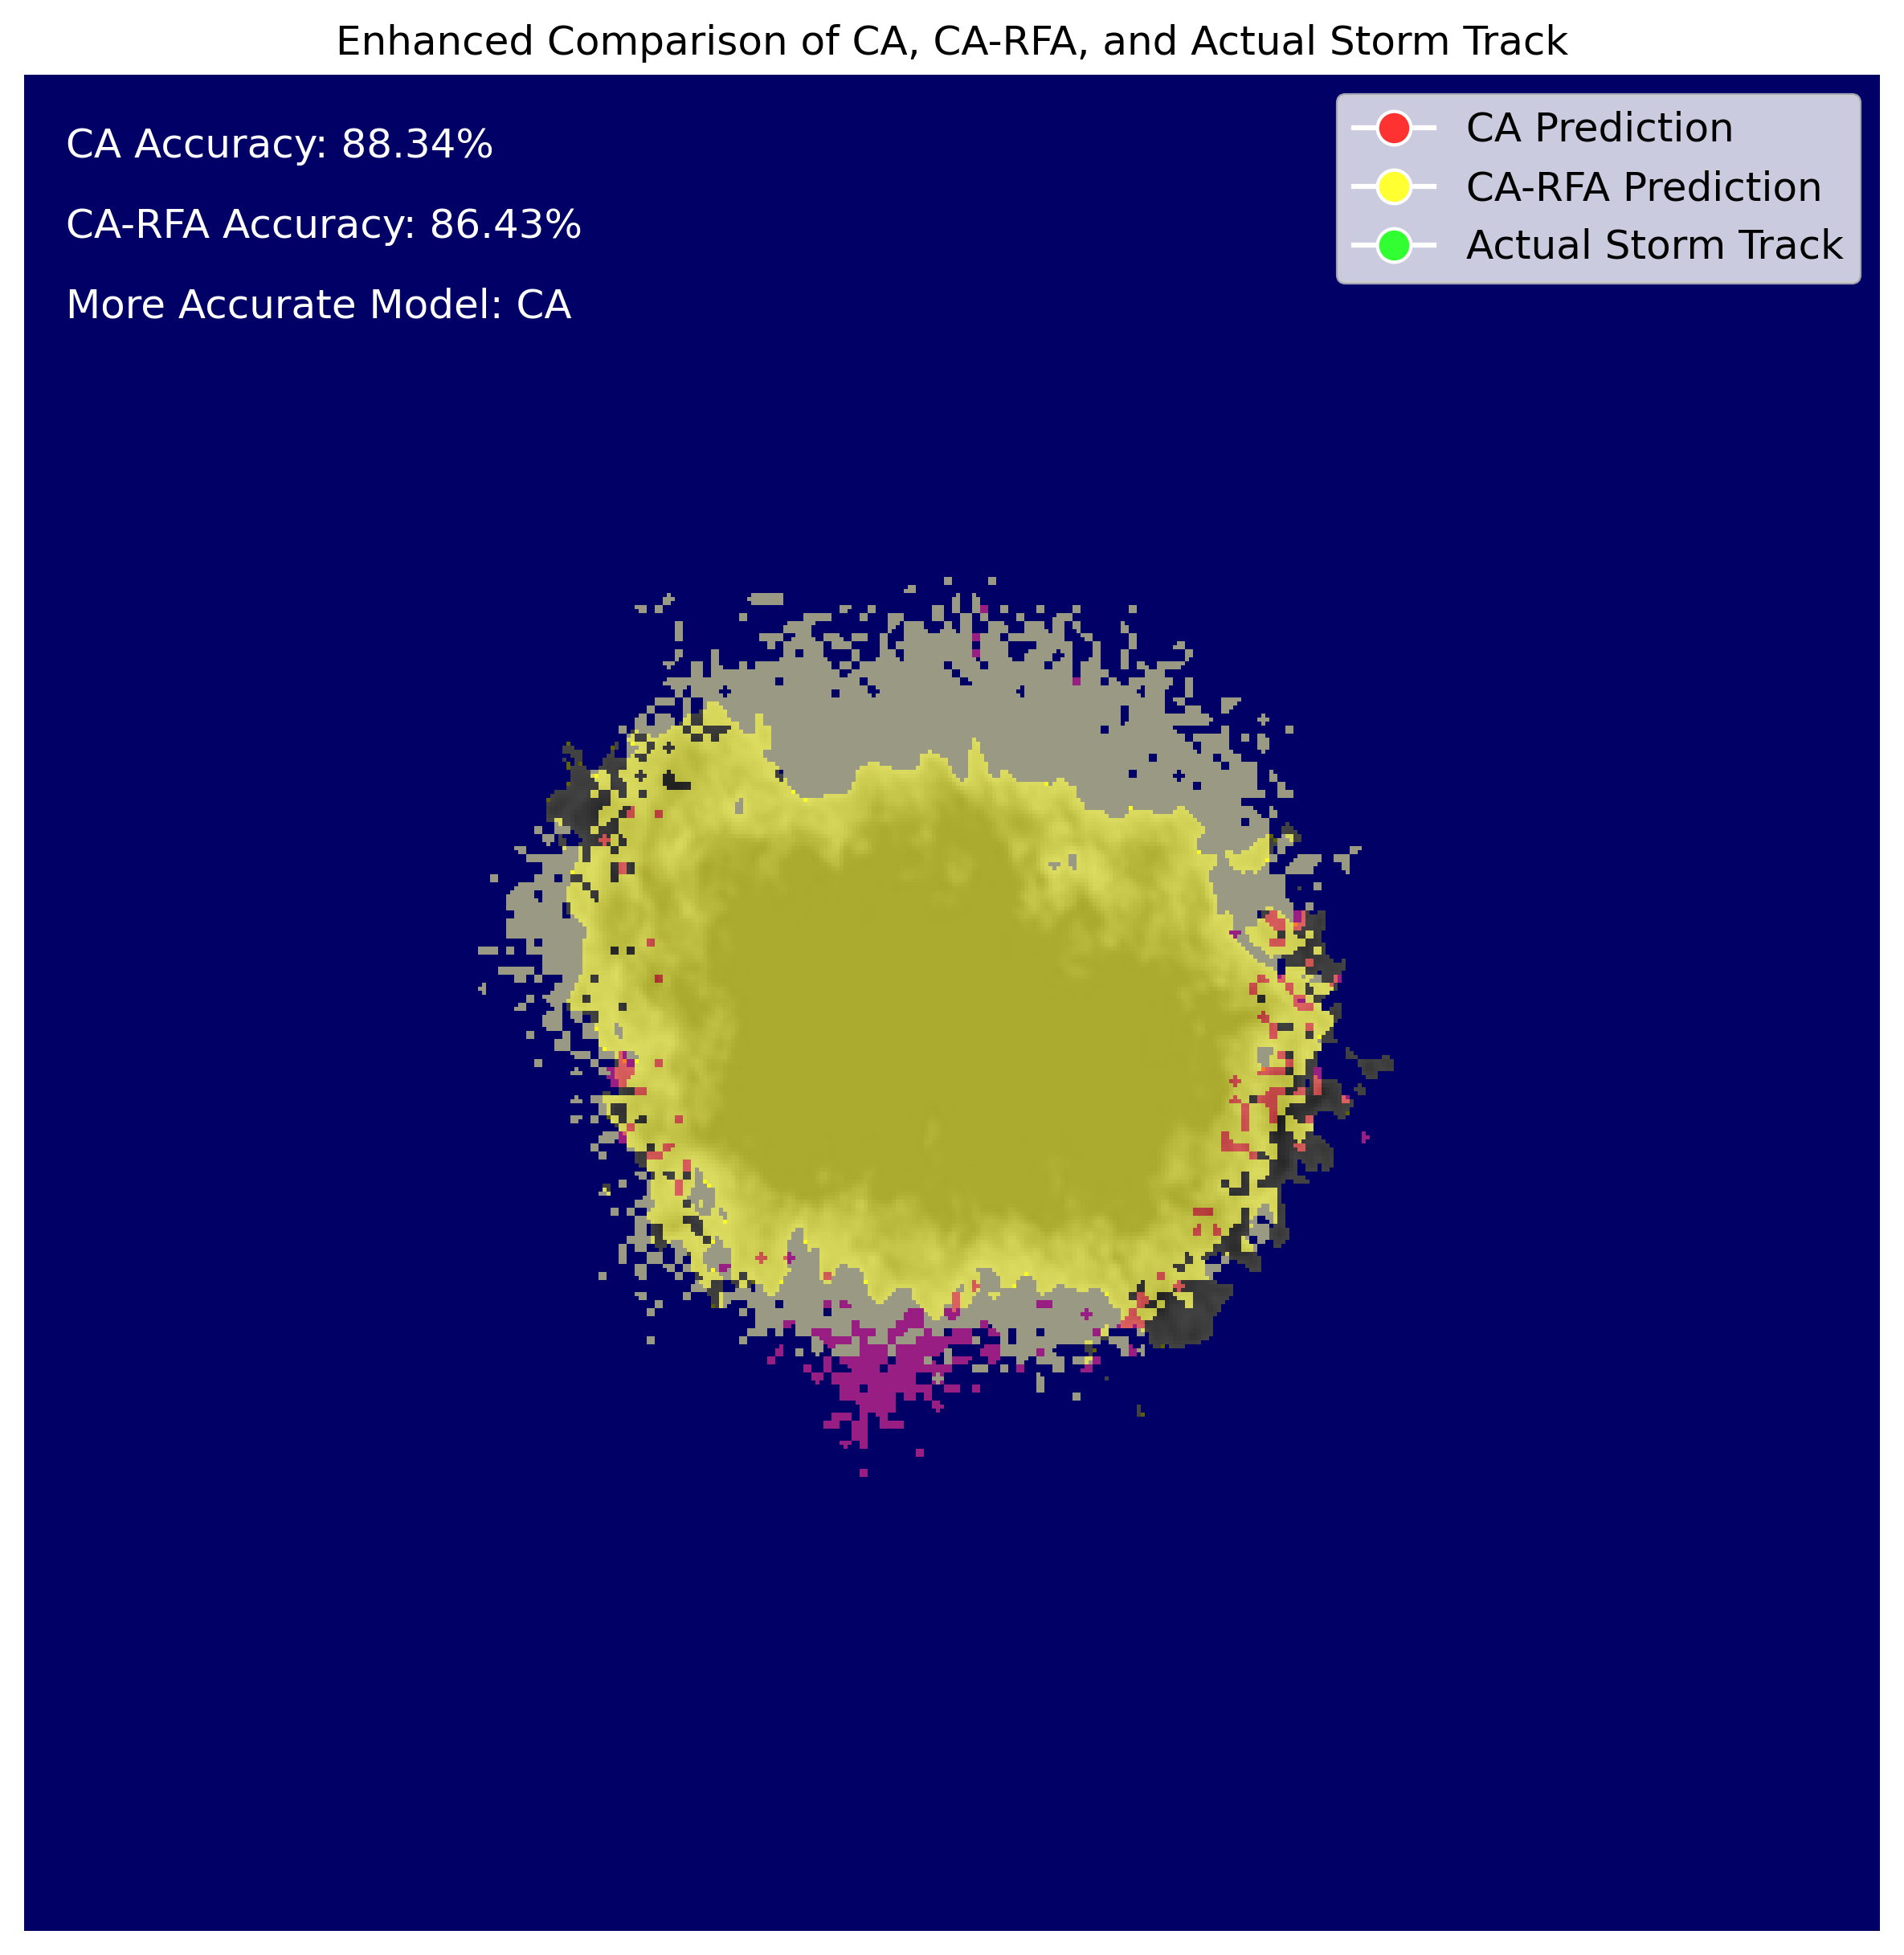 Enhanced Comparison of CA, CA-RFA, and Actual Storm Track
CA Accuracy: 88.34%
CA-RFA Accuracy: 86.43%
More Accurate Model: CA
CA Prediction
CA-RFA Prediction
Actual Storm Track